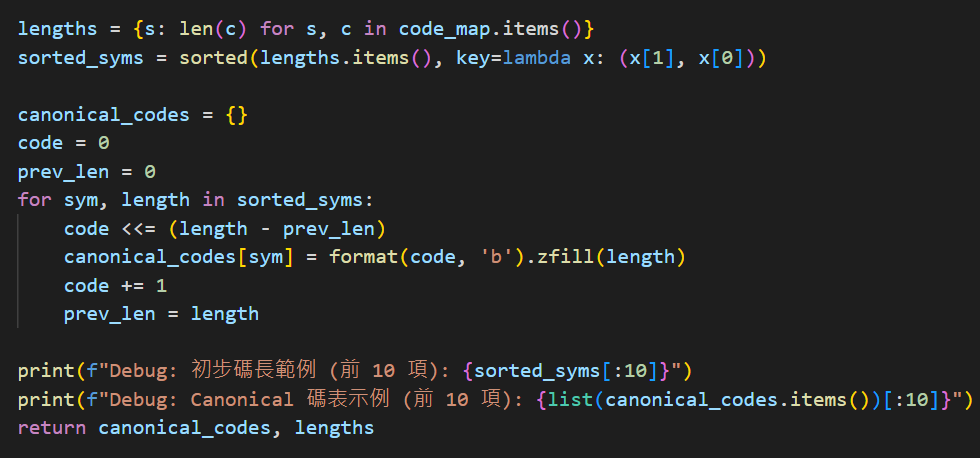 lengths = {s: len(c) for s, c in code_map.items()}
sorted_syms = sorted(lengths.items(), key=lambda x: (x[1], x[0]))

canonical_codes = {}
code = 0
prev_len = 0
for sym, length in sorted_syms:
    code <<= (length - prev_len)
    canonical_codes[sym] = format(code, 'b').zfill(length)
    code += 1
    prev_len = length

print(f"Debug: 初步碼長範例 (前 10 項): {sorted_syms[:10]}")
print(f"Debug: Canonical 碼表示例 (前 10 項): {list(canonical_codes.items())[:10]}")
return canonical_codes, lengths